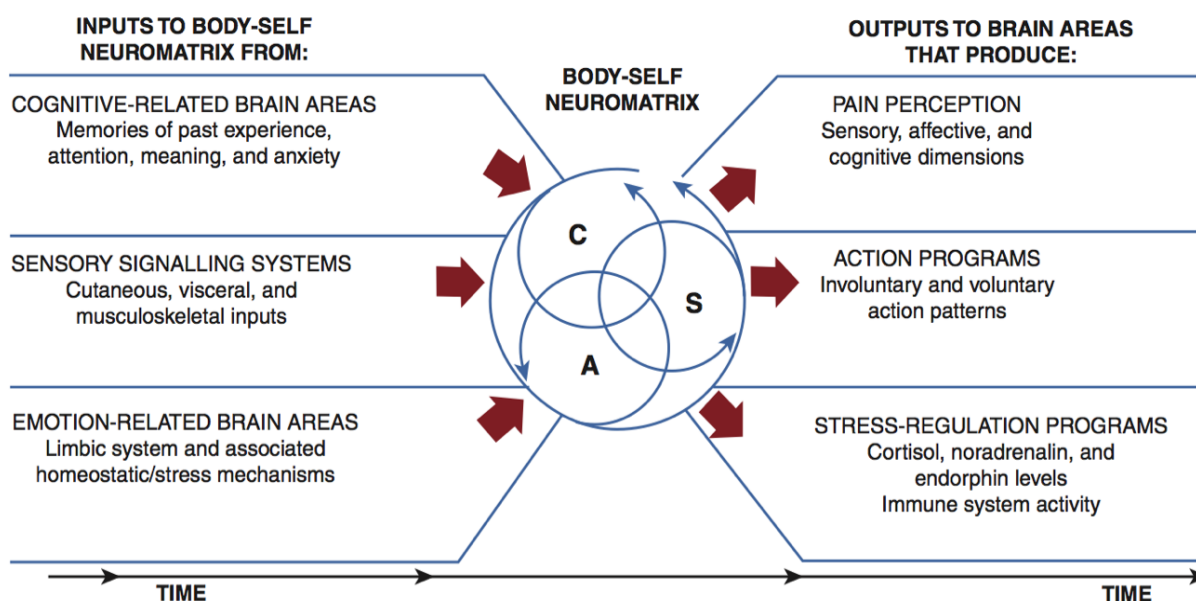 INPUTS TO BODY-SELF
NEUROMATRIX FROM:
COGNITIVE-RELATED BRAIN AREAS
Memories of past experience,
attention, meaning, and anxiety
SENSORY SIGNALLING SYSTEMS
Cutaneous, visceral, and
musculoskeletal inputs
EMOTION-RELATED BRAIN AREAS
Limbic system and associated
homeostatic/stress mechanisms
BODY-SELF
NEUROMATRIX
C
S
A
OUTPUTS TO BRAIN AREAS
THAT PRODUCE:
PAIN PERCEPTION
Sensory, affective, and
cognitive dimensions
ACTION PROGRAMS
Involuntary and voluntary
action patterns
STRESS-REGULATION PROGRAMS
Cortisol, noradrenalin, and
endorphin levels
Immune system activity
TIME
TIME